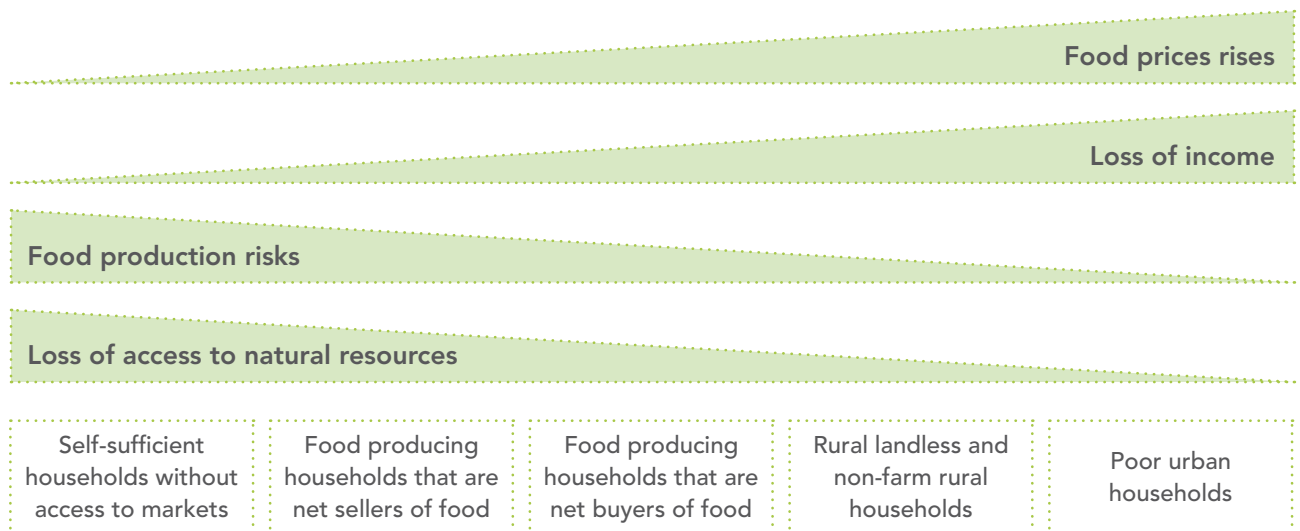 Food prices rises
Loss of income
Food production risks
Loss of access to natural resources
Self-sufficient
households without
access to markets
Food producing
households that are
net sellers of food
Food producing
households that are
net buyers of food
Rural landless and
non-farm rural
households
Poor urban
households